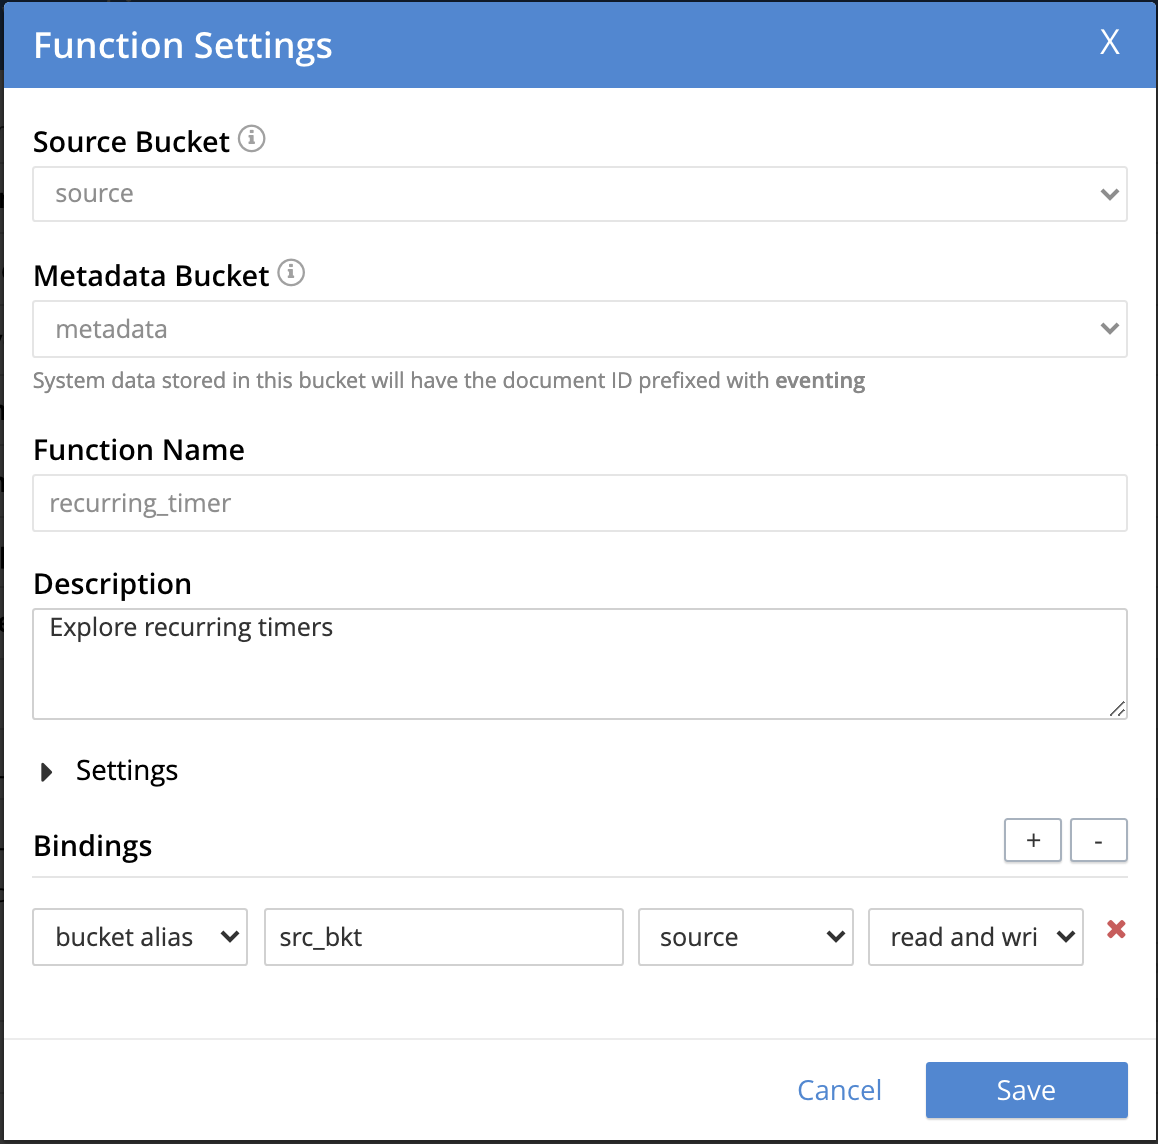 Function Settings X
Source Bucket
source
Metadata Bucket
metadata
System data stored in this bucket will have the document ID prefixed with eventing
Function Name
recurring_timer
Description
Explore recurring timers
Settings
Bindings + -
bucket alias src_bkt source read and wri
Cancel Save